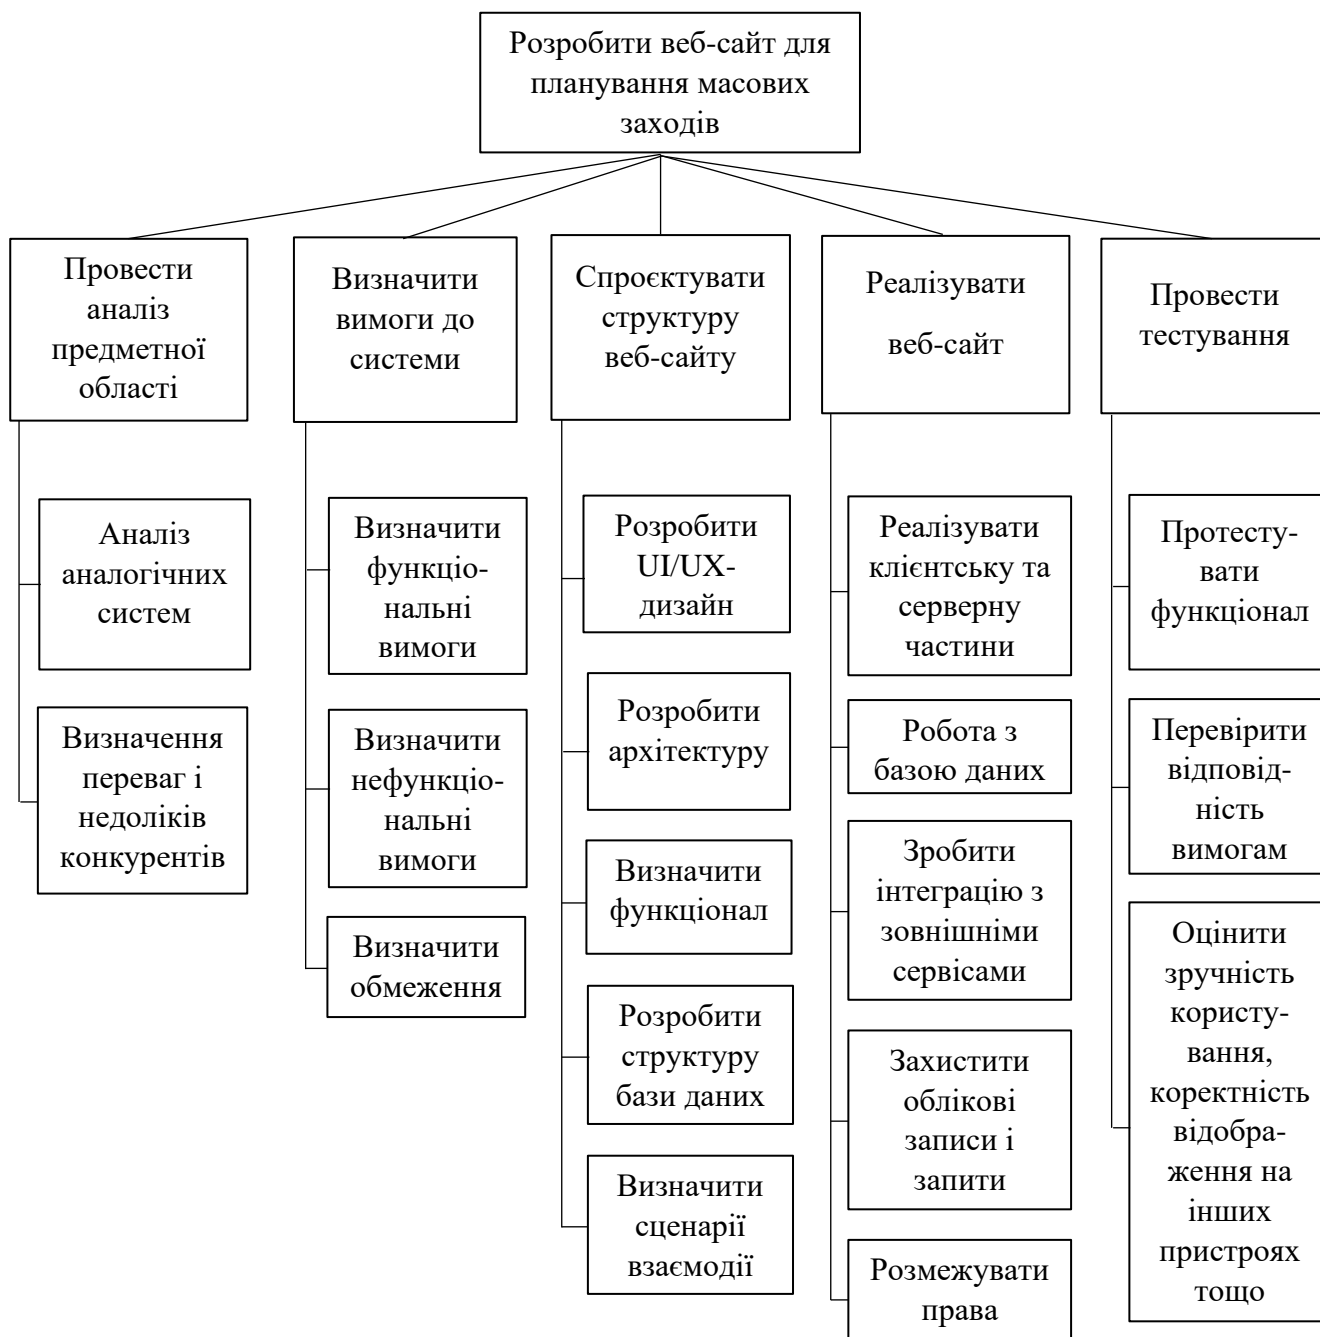 Розробити веб-сайт для
планування масових
заходів
Провести
аналіз
предметної
області
Визначити
вимоги до
системи
Спроєктувати
структуру
веб-сайту
Реалізувати
веб-сайт
Провести
тестування
Аналіз
аналогічних
систем
Визначення
переваг і
недоліків
конкурентів
Визначити
функціо-
нальні
вимоги
Визначити
нефункціо-
нальні
вимоги
Визначити
обмеження
Розробити
UI/UX-
дизайн
Розробити
архітектуру
Визначити
функціонал
Розробити
структуру
бази даних
Визначити
сценарії
взаємодії
Реалізувати
клієнтську та
серверну
частини
Робота з
базою даних
Зробити
інтеграцію з
зовнішніми
сервісами
Захистити
облікові
записи і
запити
Розмежувати
права
Протесту-
вати
функціонал
Перевірити
відповід-
ність
вимогам
Оцінити
зручність
користу-
вання,
коректність
відобра-
ження на
інших
пристроях
тощо